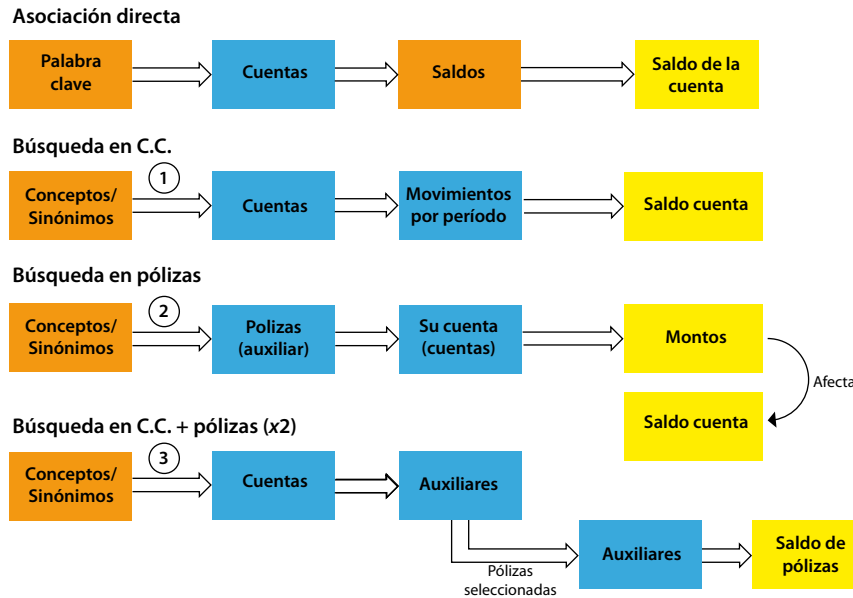 Asociación directa
Palabra
clave
Cuentas
Saldos
Saldo de la
cuenta
Búsqueda en C.C.
Conceptos/
Sinónimos
1
Cuentas
Movimientos
por período
Saldo cuenta
Búsqueda en pólizas
Conceptos/
Sinónimos
2
Polizas
(auxiliar)
Su cuenta
(cuentas)
Montos
Afecta
Saldo cuenta
Búsqueda en C.C. + pólizas (x2)
Conceptos/
Sinónimos
3
Cuentas
Auxiliares
Pólizas
seleccionadas
Auxiliares
Saldo de
pólizas